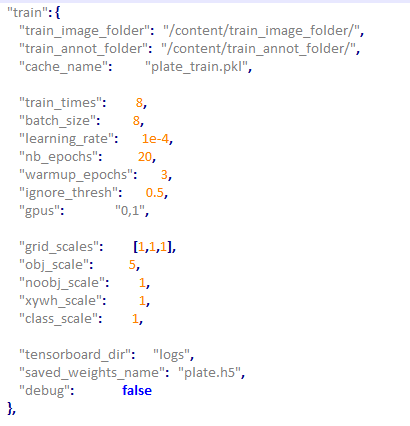 "train":{
"train_image_folder": "/content/train_image_folder/",
"train_annot_folder": "/content/train_annot_folder/",
"cache_name": "plate_train.pkl",
"train_times": 8,
"batch_size": 8,
"learning_rate": 1e-4,
"nb_epochs": 20,
"warmup_epochs": 3,
"ignore_thresh": 0.5,
"gpus": "0,1",
"grid_scales": [1,1,1],
"obj_scale": 5,
"noobj_scale": 1,
"xywh_scale": 1,
"class_scale": 1,
"tensorboard_dir": "logs",
"saved_weights_name": "plate.h5",
"debug": false
},